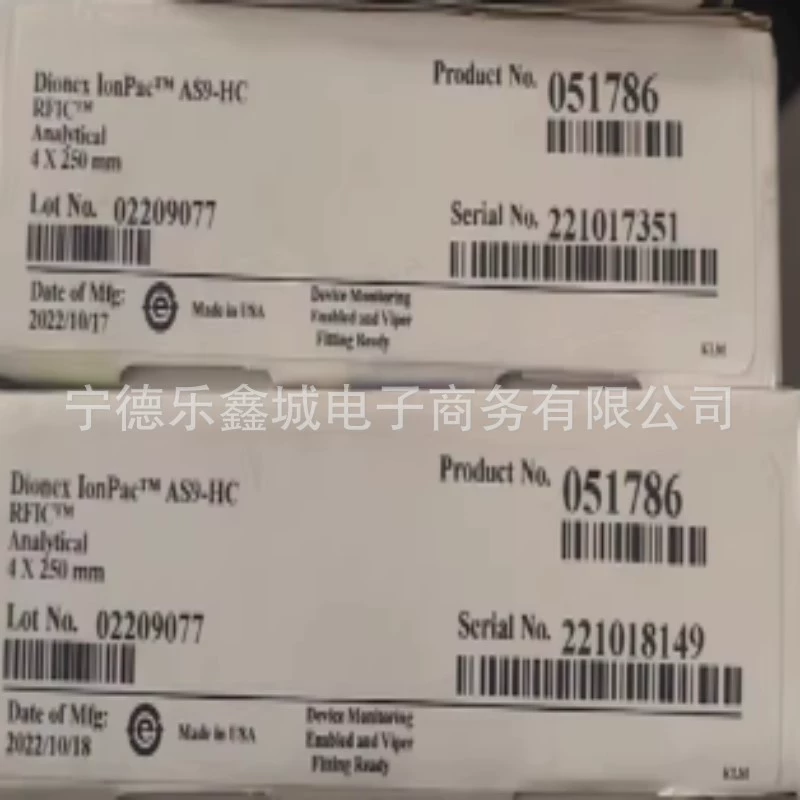 Dionex IonPac™ AS9-HC
RFIC™
Analytical
4 X 250 mm
Product No. 051786
Lot No. 02209077
Serial No. 221017351
Date of Mfg:
2022/10/17
Made in USA
Device Monitoring
Enabled and Viper
Fitting Ready
KLM
宁德乐鑫城电子商务有限公司
Dionex IonPac™ AS9-HC
RFIC™
Analytical
4 X 250 mm
Product No. 051786
Lot No. 02209077
Serial No. 221018149
Date of Mfg:
2022/10/18
Made in USA
Device Monitoring
Enabled and Viper
Fitting Ready
KLM